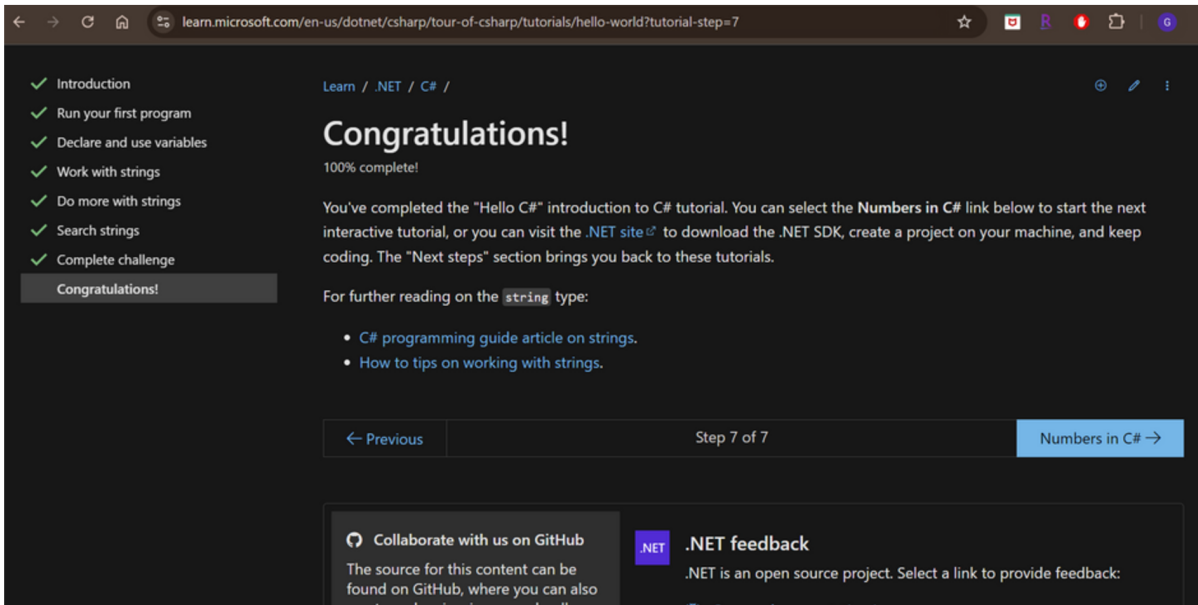 learn.microsoft.com/en-us/dotnet/csharp/tour-of-csharp/tutorials/hello-world?tutorial-step=7
G
Introduction
Run your first program
Declare and use variables
Work with strings
Do more with strings
Search strings
Complete challenge
Congratulations!
Learn / .NET / C# /
Congratulations!
100% complete!
You've completed the "Hello C#" introduction to C# tutorial. You can select the Numbers in C# link below to start the next
interactive tutorial, or you can visit the .NET site to download the .NET SDK, create a project on your machine, and keep
coding. The "Next steps" section brings you back to these tutorials.
For further reading on the string type:
• C# programming guide article on strings.
• How to tips on working with strings.
← Previous
Step 7 of 7
Numbers in C# →
Collaborate with us on GitHub
The source for this content can be
found on GitHub, where you can also
.NET
.NET feedback
.NET is an open source project. Select a link to provide feedback: